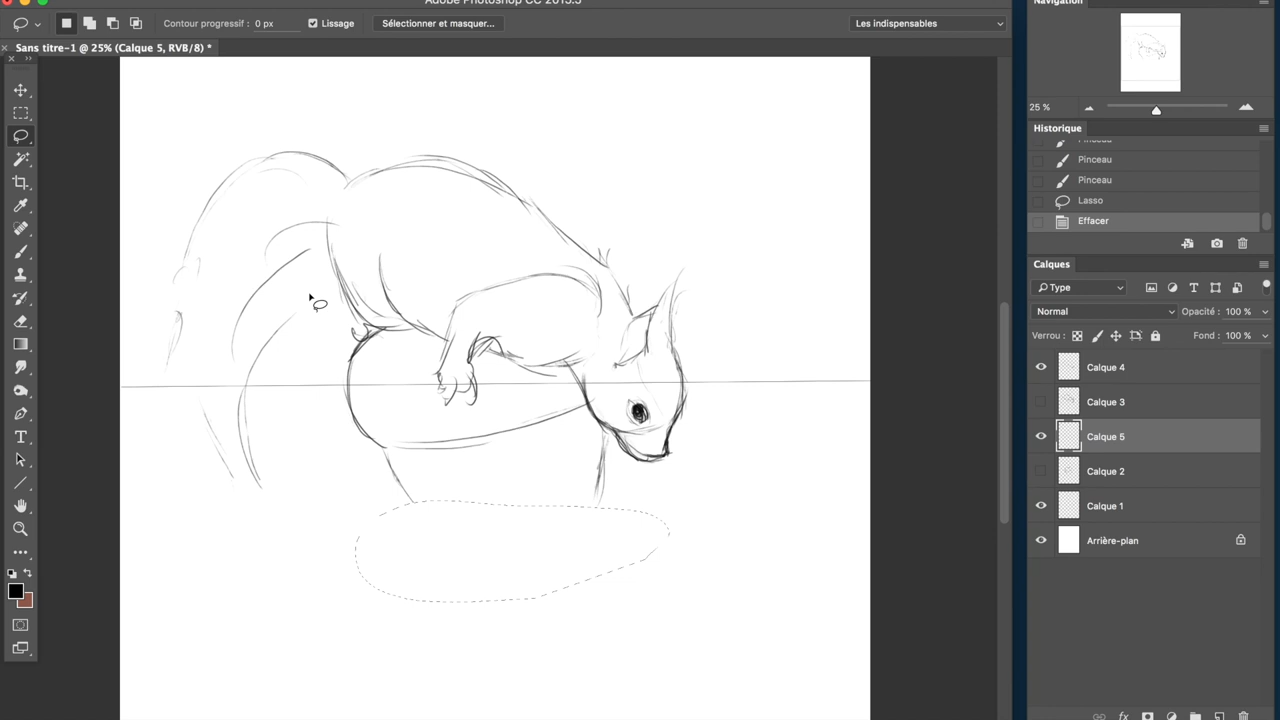 Adobe Photoshop CC 2015.5
Navigation
Contour progressif : 0 px
Lissage
Sélectionner et masquer...
Les indispensables
Sans titre-1 @ 25% (Calque 5, RVB/8) *
25 %
Historique
Pinceau
Pinceau
Pinceau
Lasso
Effacer
Calques
Type
Normal
Opacité : 100 %
Verrou :
Fond : 100 %
Calque 4
Calque 3
Calque 5
Calque 2
Calque 1
Arrière-plan
fx